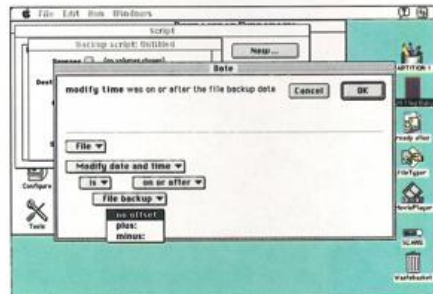 File Edit Run Windows
Script
Backup script: Untitled
New...
Date
modify time was on or after the file backup date
Cancel
OK
File
Modify date and time
is
on or after
File backup
no offset
plus:
minus:
Configure
Tools
FileTyper
MoviePlayer
Wastebasket